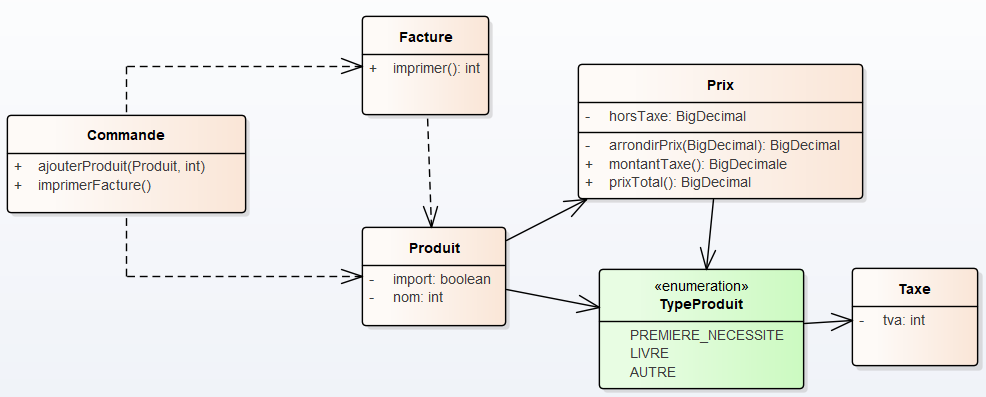 Facture
+ imprimer(): int
Commande
+ ajouterProduit(Produit, int)
+ imprimerFacture()
Prix
- horsTaxe: BigDecimal
- arrondirPrix(BigDecimal): BigDecimal
+ montantTaxe(): BigDecimale
+ prixTotal(): BigDecimal
Produit
- import: boolean
- nom: int
«enumeration»
TypeProduit
PREMIERE_NECESSITE
LIVRE
AUTRE
Taxe
- tva: int